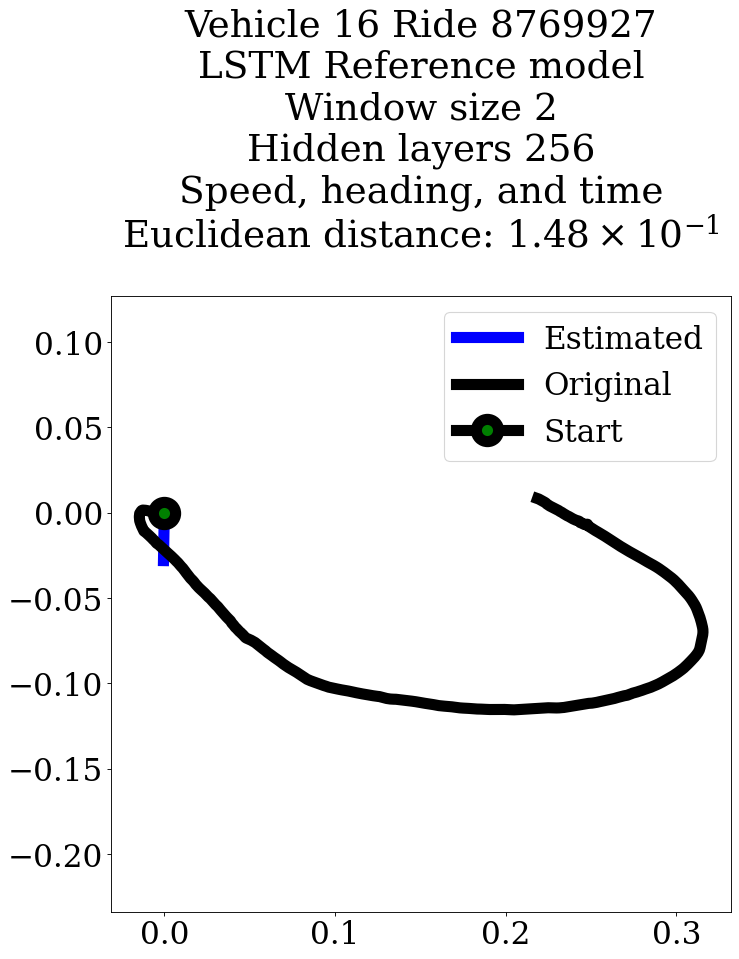 Vehicle 16 Ride 8769927
LSTM Reference model
Window size 2
Hidden layers 256
Speed, heading, and time
Euclidean distance: 1.48 × 10⁻¹
Estimated
Original
Start
0.10
0.05
0.00
−0.05
−0.10
−0.15
−0.20
0.0 0.1 0.2 0.3